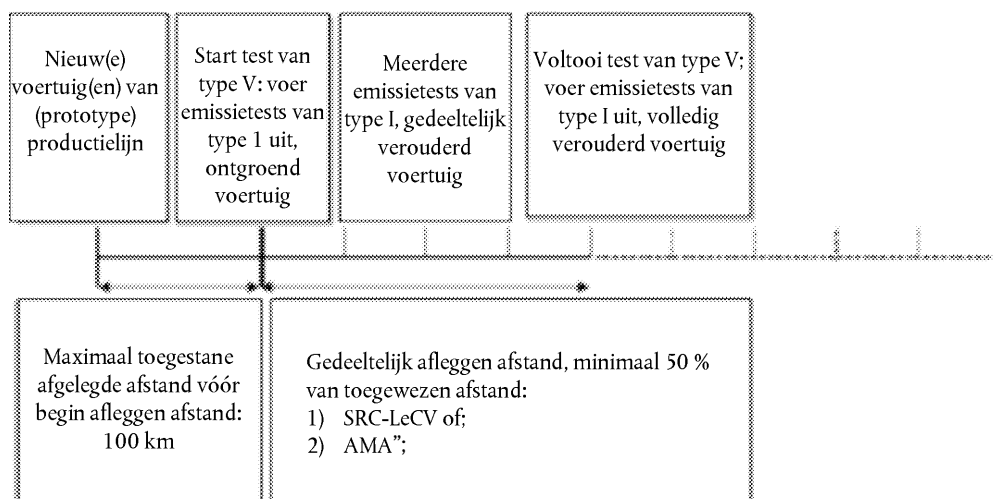 Nieuw(e)
voertuig(en) van
(prototype)
productielijn
Start test van
type V: voer
emissietests van
type 1 uit,
ontgroend
voertuig
Meerdere
emissietests van
type I, gedeeltelijk
verouderd
voertuig
Voltooi test van type V;
voer emissietests van
type I uit, volledig
verouderd voertuig
Maximaal toegestane
afgelegde afstand vóór
begin afleggen afstand:
100 km
Gedeeltelijk afleggen afstand, minimaal 50 %
van toegewezen afstand:
1) SRC-LeCV of;
2) AMA”;